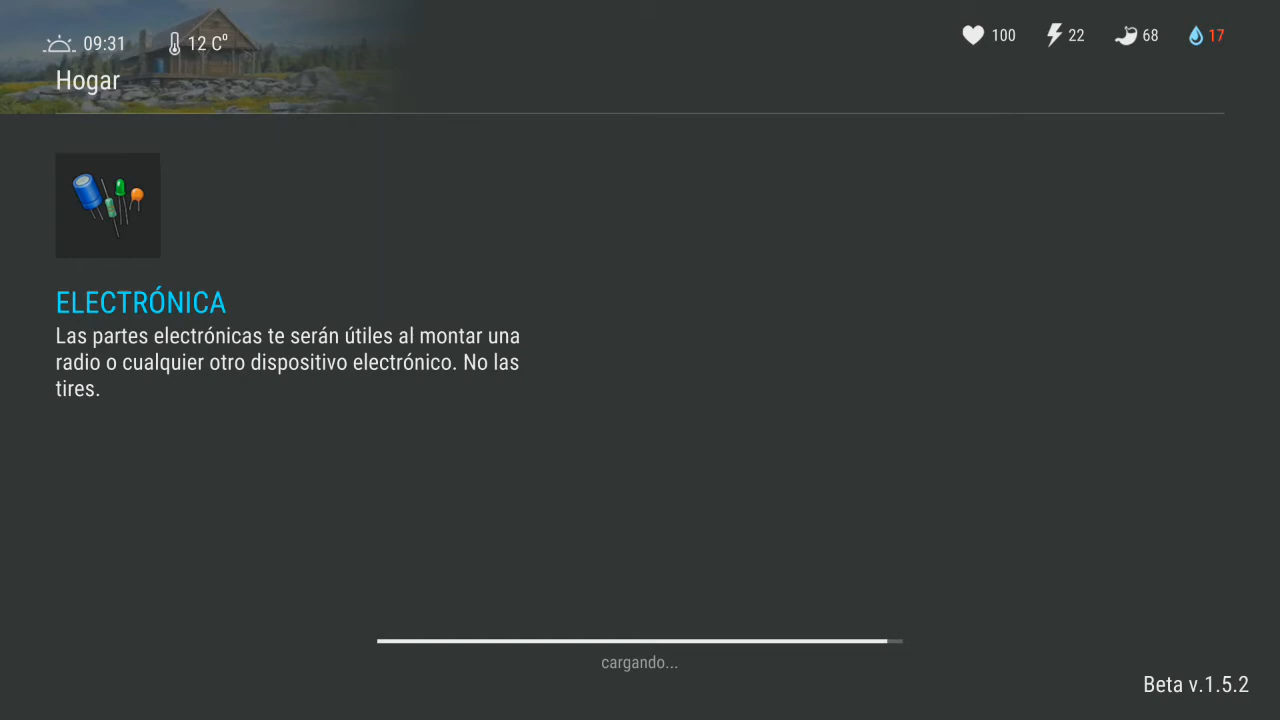 09:31 12 Cº
100 22 68 17
Hogar
ELECTRÓNICA
Las partes electrónicas te serán útiles al montar una
radio o cualquier otro dispositivo electrónico. No las
tires.
cargando...
Beta v.1.5.2